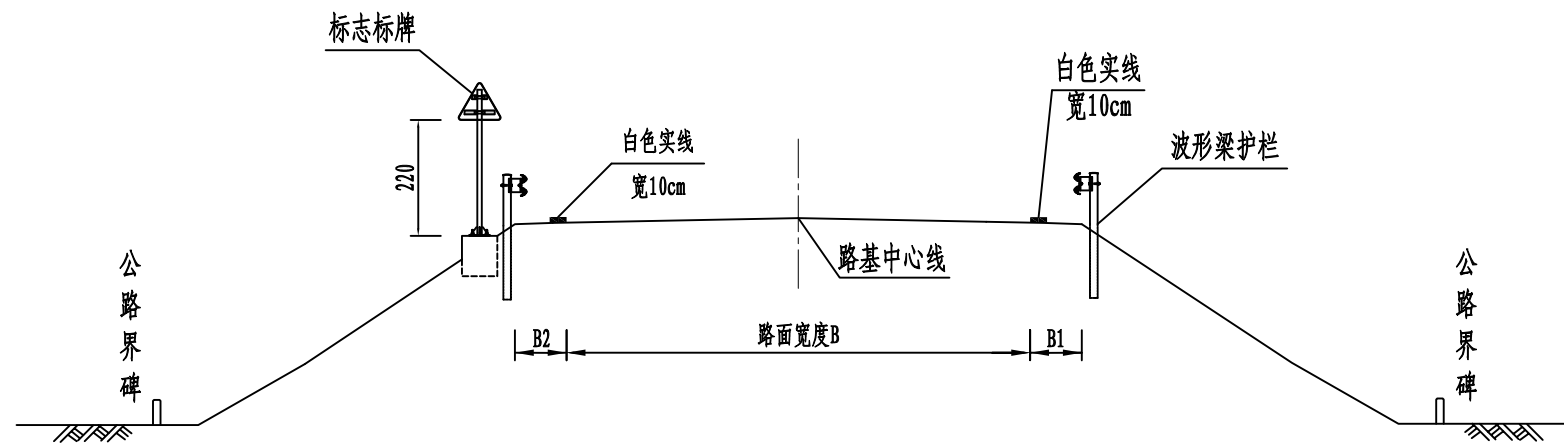 标志标牌
白色实线
宽10cm
白色实线
宽10cm
波形梁护栏
220
路基中心线
公路界碑
公路界碑
B2
路面宽度B
B1